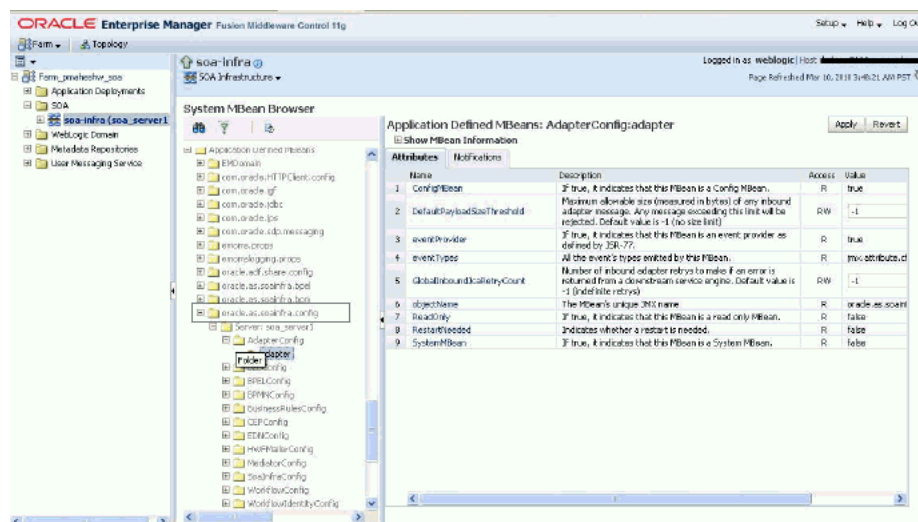 ORACLE Enterprise Manager Fusion Middleware Control 11g
Setup Help Log Ou
Farm Topology
soa-infra
SOA Infrastructure
Logged in as weblogic|Host
Page Refreshed Mar 10, 2010 3:48:21 AM PST
Farm_pmaheshw_soa
Application Deployments
SOA
soa-infra (soa_server1
WebLogic Domain
Metadata Repositories
User Messaging Service
System MBean Browser
Application Defined MBeans
EMDomain
com.oracle.HTTPClient.config
com.oracle.igf
com.oracle.jdbc
com.oracle.jps
com.oracle.sdp.messaging
emoms.props
emomslogging.props
oracle.adf.share.config
oracle.as.soainfra.bpel
oracle.as.soainfra.bpm
oracle.as.soainfra.config
Server: soa_server1
AdapterConfig
dapter
Folder
onfig
BPELConfig
BPMNConfig
BusinessRulesConfig
CEPConfig
EDNConfig
HWFMailerConfig
MediatorConfig
SoaInfraConfig
WorkflowConfig
WorkflowIdentityConfig
Application Defined MBeans: AdapterConfig:adapter
Apply Revert
Show MBean Information
Attributes Notifications
Name Description Access Value
1 ConfigMBean If true, it indicates that this MBean is a Config MBean. R true
2 DefaultPayloadSizeThreshold Maximum allowable size (measured in bytes) of any inbound adapter message. Any message exceeding this limit will be rejected. Default value is -1 (no size limit) RW -1
3 eventProvider If true, it indicates that this MBean is an event provider as defined by JSR-77. R true
4 eventTypes All the event's types emitted by this MBean. R jmx.attribute.cl
5 GlobalInboundJcaRetryCount Number of inbound adapter retrys to make if an error is returned from a downstream service engine. Default value is -1 (indefinite retrys) RW -1
6 objectName The MBean's unique JMX name R oracle.as.soainf
7 ReadOnly If true, it indicates that this MBean is a read only MBean. R false
8 RestartNeeded Indicates whether a restart is needed. R false
9 SystemMBean If true, it indicates that this MBean is a System MBean. R false